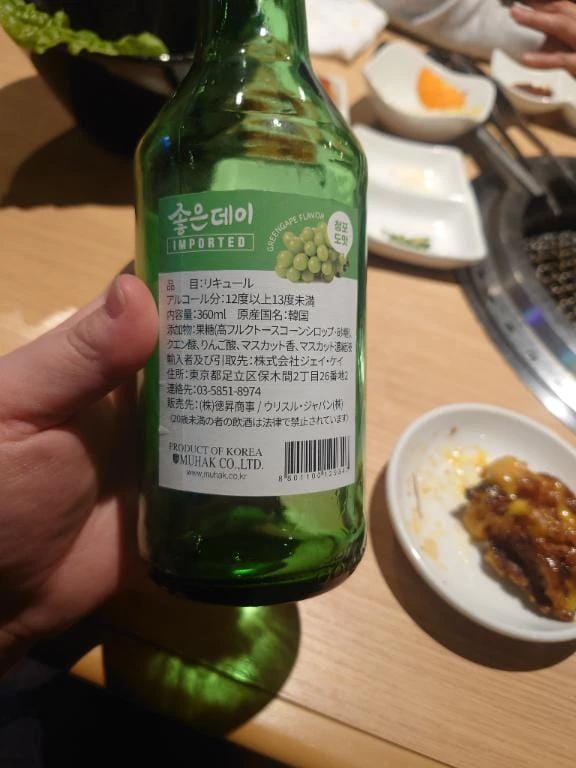 좋은데이
IMPORTED
GREENGAPE FLAVOR
청포
도맛
品 目:リキュール
アルコール分:12度以上13度未満
内容量:360ml 原産国名:韓国
添加物:果糖(高フルクトースコーンシロップ・砂糖),
クエン酸、りんご酸、マスカット香、マスカット濃縮液
輸入者及び引取先:株式会社ジェイ・ケイ
住所:東京都足立区保木間2丁目26番地2
連絡先:03-5851-8974
販売先:(株)徳昇商事 / ウリスル・ジャパン(株)
(20歳未満の者の飲酒は法律で禁止されています)
PRODUCT OF KOREA
MUHAK CO.,LTD.
www.muhak.co.kr